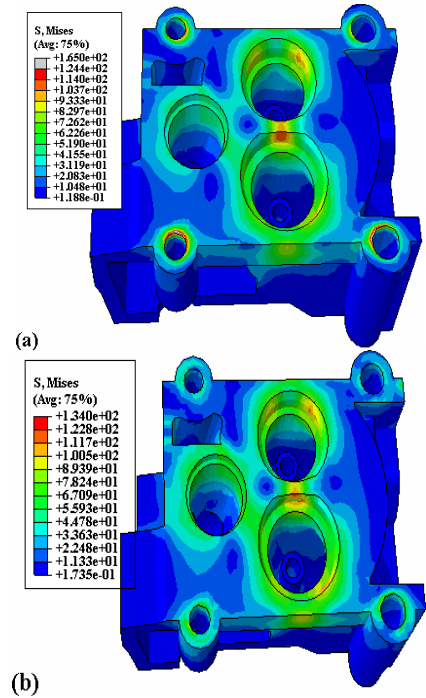 S, Mises
(Avg: 75%)
+1.650e+02
+1.244e+02
+1.140e+02
+1.037e+02
+9.333e+01
+8.297e+01
+7.262e+01
+6.226e+01
+5.190e+01
+4.155e+01
+3.119e+01
+2.083e+01
+1.048e+01
+1.188e-01
(a)
S, Mises
(Avg: 75%)
+1.340e+02
+1.228e+02
+1.117e+02
+1.005e+02
+8.939e+01
+7.824e+01
+6.709e+01
+5.593e+01
+4.478e+01
+3.363e+01
+2.248e+01
+1.133e+01
+1.735e-01
(b)